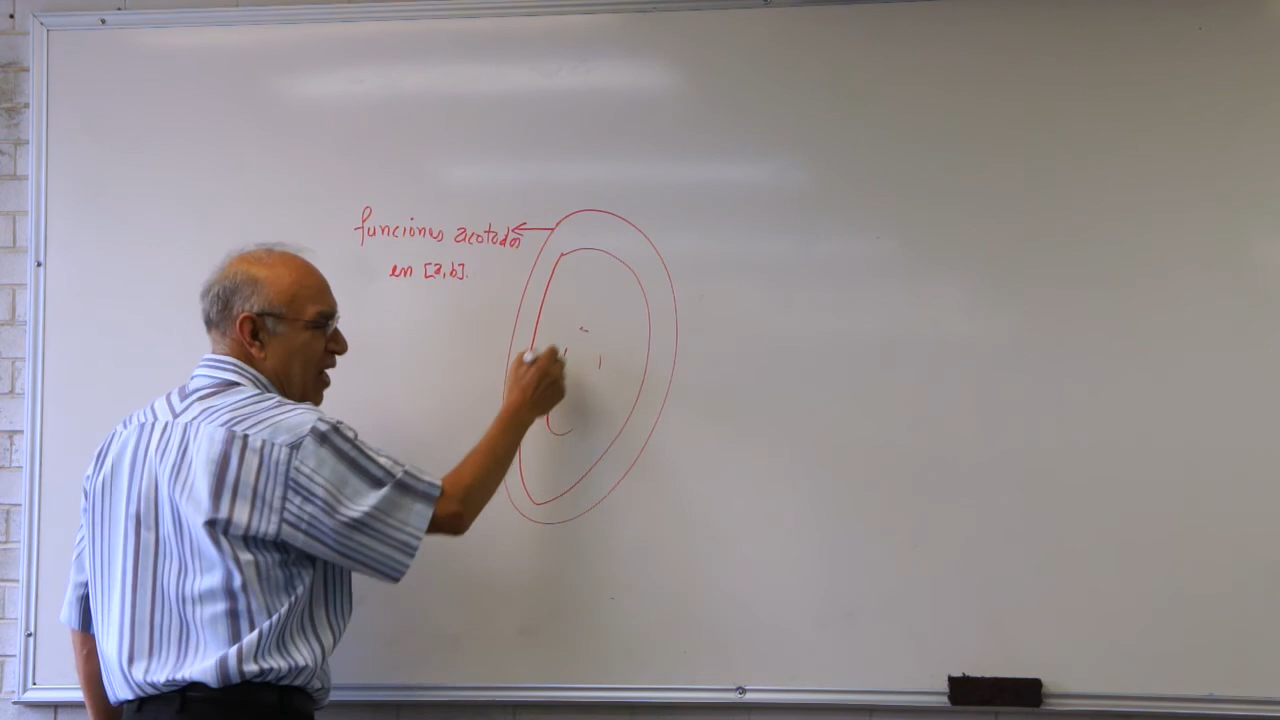 funciones acotadas
en [a, b].